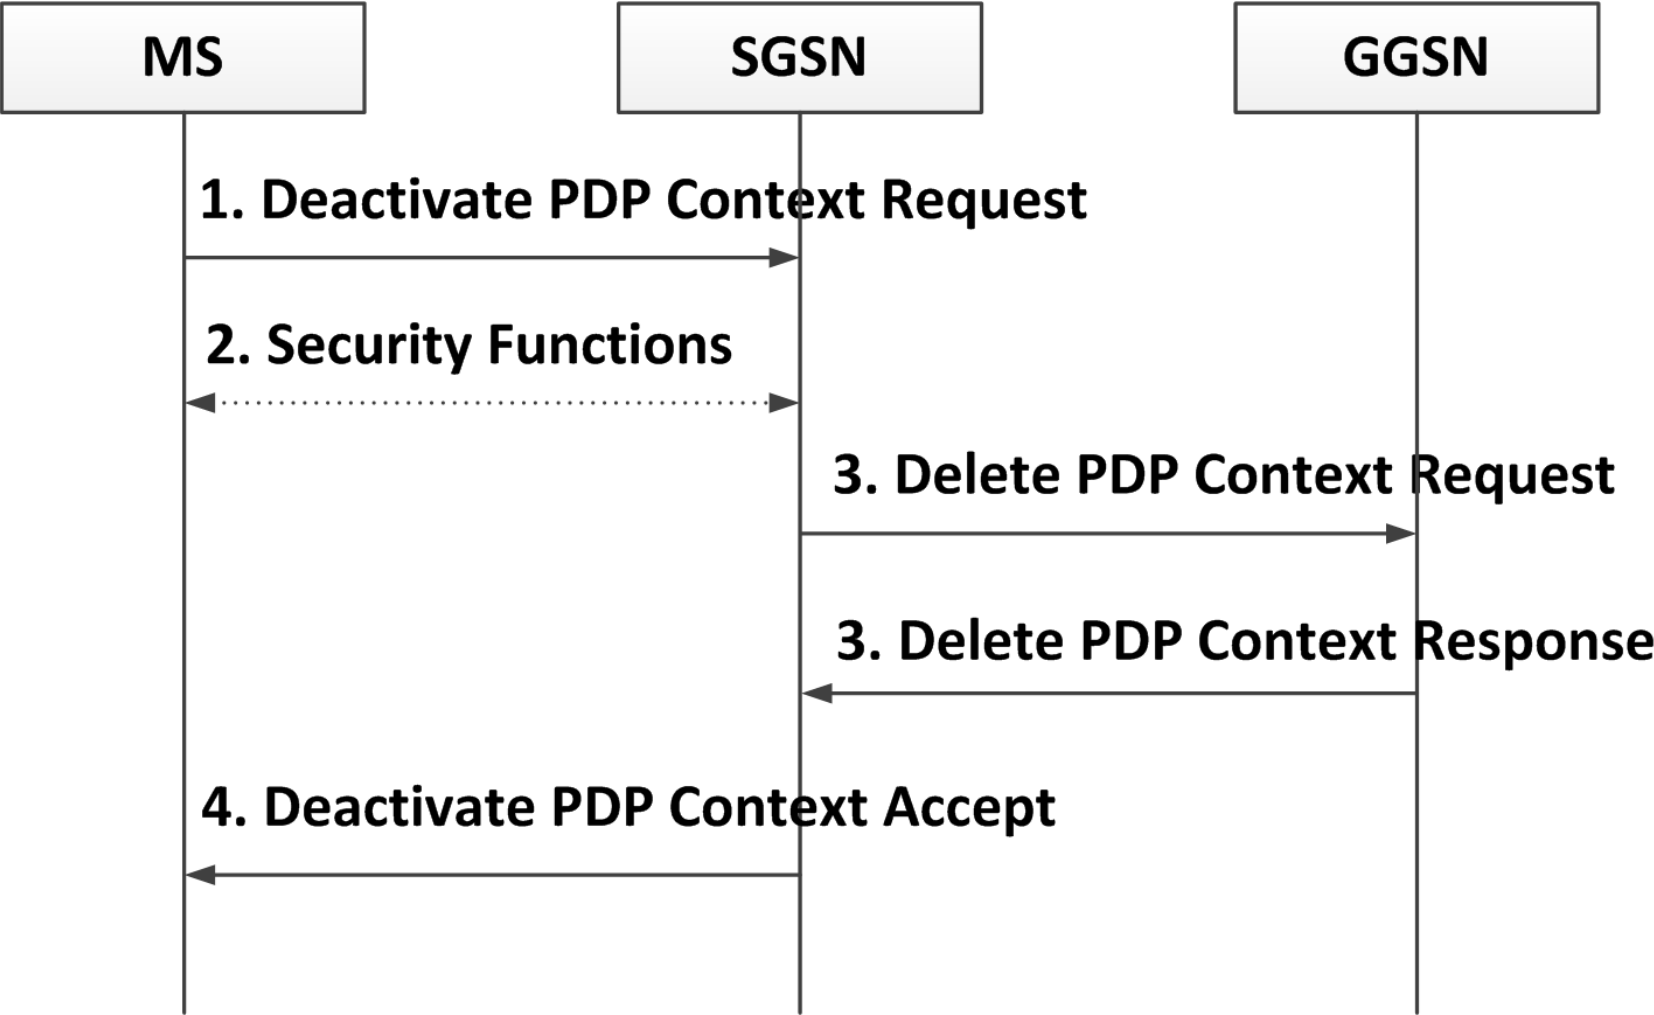 MS
SGSN
GGSN
1. Deactivate PDP Context Request
2. Security Functions
3. Delete PDP Context Request
3. Delete PDP Context Response
4. Deactivate PDP Context Accept